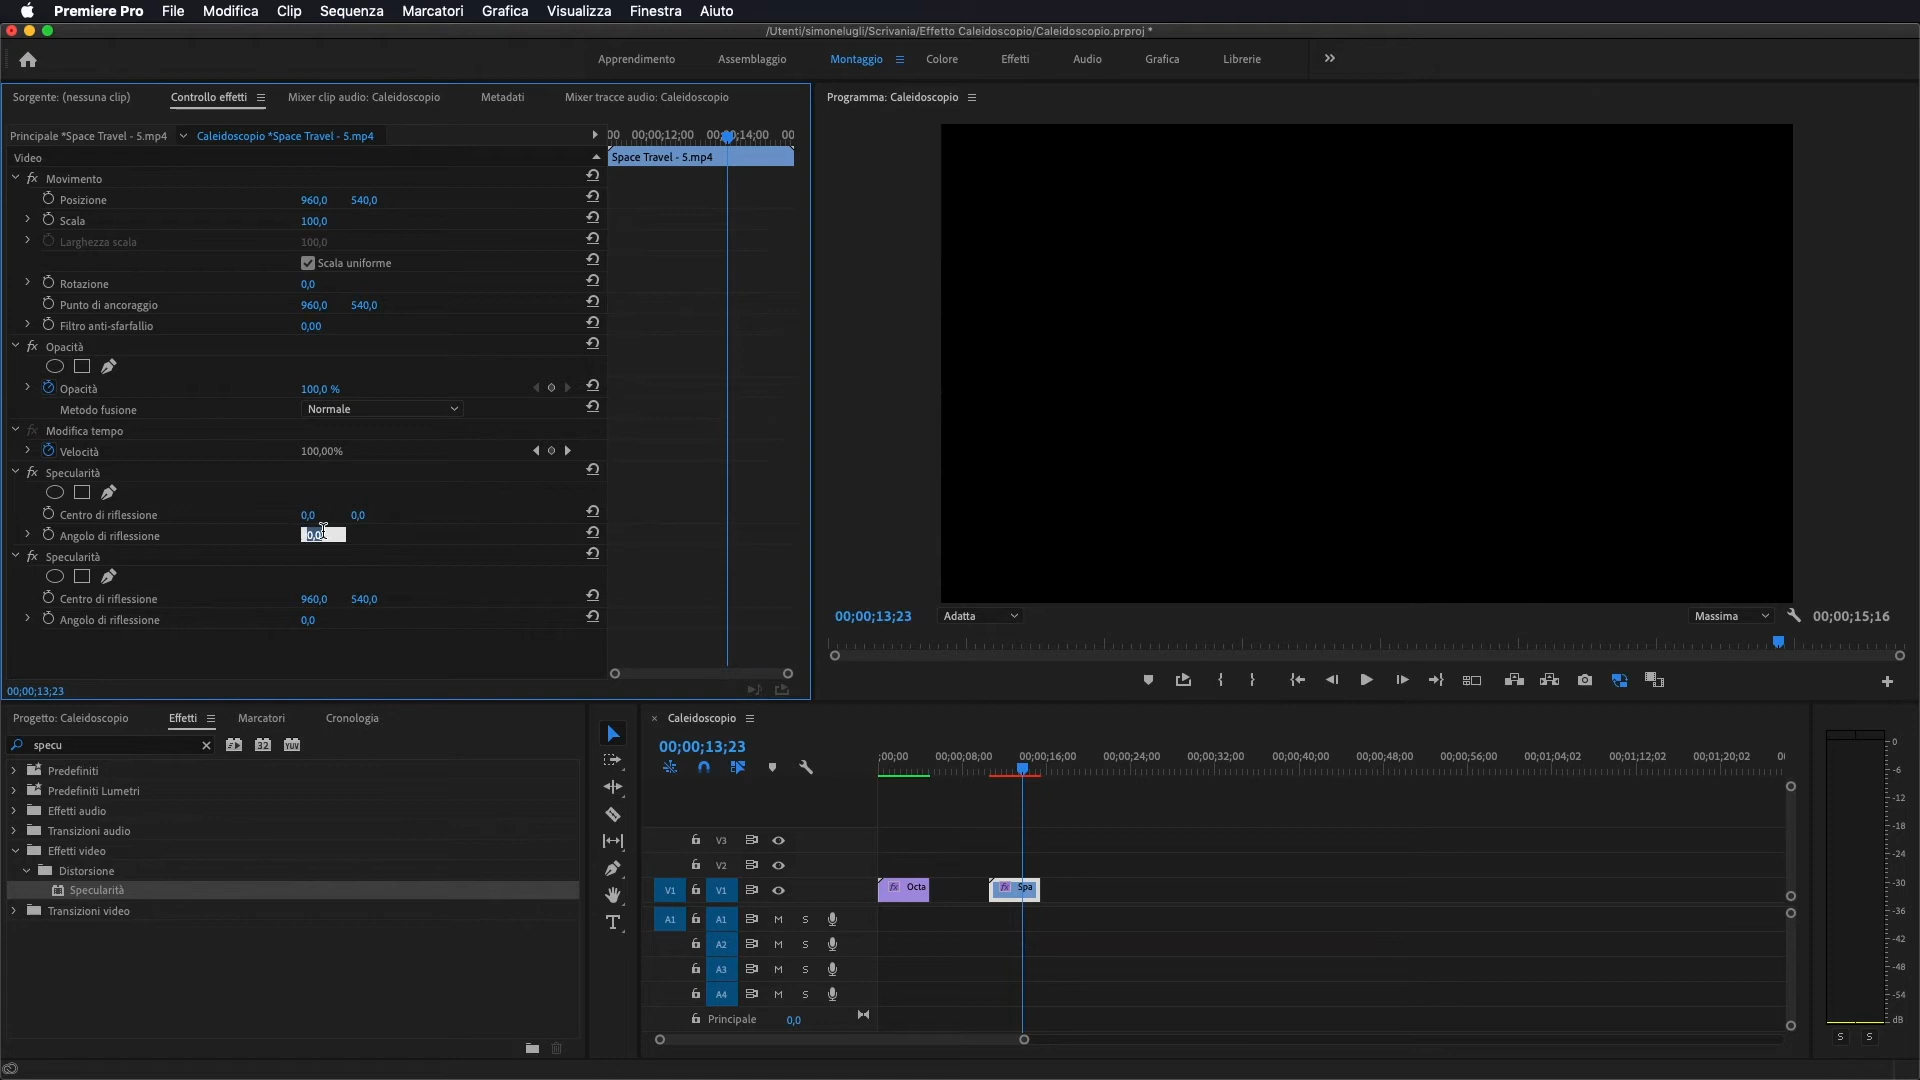 Premiere Pro File Modifica Clip Sequenza Marcatori Grafica Visualizza Finestra Aiuto
/Utenti/simonelugli/Scrivania/Effetto Caleidoscopio/Caleidoscopio.prproj *
Apprendimento Assemblaggio Montaggio Colore Effetti Audio Grafica Librerie
Sorgente: (nessuna clip) Controllo effetti Mixer clip audio: Caleidoscopio Metadati Mixer tracce audio: Caleidoscopio
Programma: Caleidoscopio
Principale *Space Travel - 5.mp4 Caleidoscopio *Space Travel - 5.mp4
00;00;12;00
Video
Space Travel - 5.mp4
fx Movimento
Posizione 960,0 540,0
Scala 100,0
Larghezza scala 100,0
Scala uniforme
Rotazione 0,0
Punto di ancoraggio 960,0 540,0
Filtro anti-sfarfallio 0,00
fx Opacità
Opacità 100,0 %
Metodo fusione Normale
fx Modifica tempo
Velocità 100,00%
fx Specularità
Centro di riflessione 0,0 0,0
Angolo di riflessione 0,0
fx Specularità
Centro di riflessione 960,0 540,0
Angolo di riflessione 0,0
00;00;13;23
00;00;13;23 Adatta Massima 00;00;15;16
Progetto: Caleidoscopio Effetti Marcatori Cronologia
specu 32 YUV
Predefiniti
Predefiniti Lumetri
Effetti audio
Transizioni audio
Effetti video
Distorsione
Specularità
Transizioni video
× Caleidoscopio
00;00;13;23
;00;00 00;00;08;00 00;00;16;00 00;00;24;00 00;00;32;00 00;00;40;00 00;00;48;00 00;00;56;00 00;01;04;02 00;01;12;02 00;01;20;02
V3
V2
V1 V1 fx Octa fx Spa
A1 A1 M S
A2 M S
A3 M S
A4 M S
Principale 0,0
0
-6
-12
-18
-24
-30
-36
-42
-48
-54
dB
S S